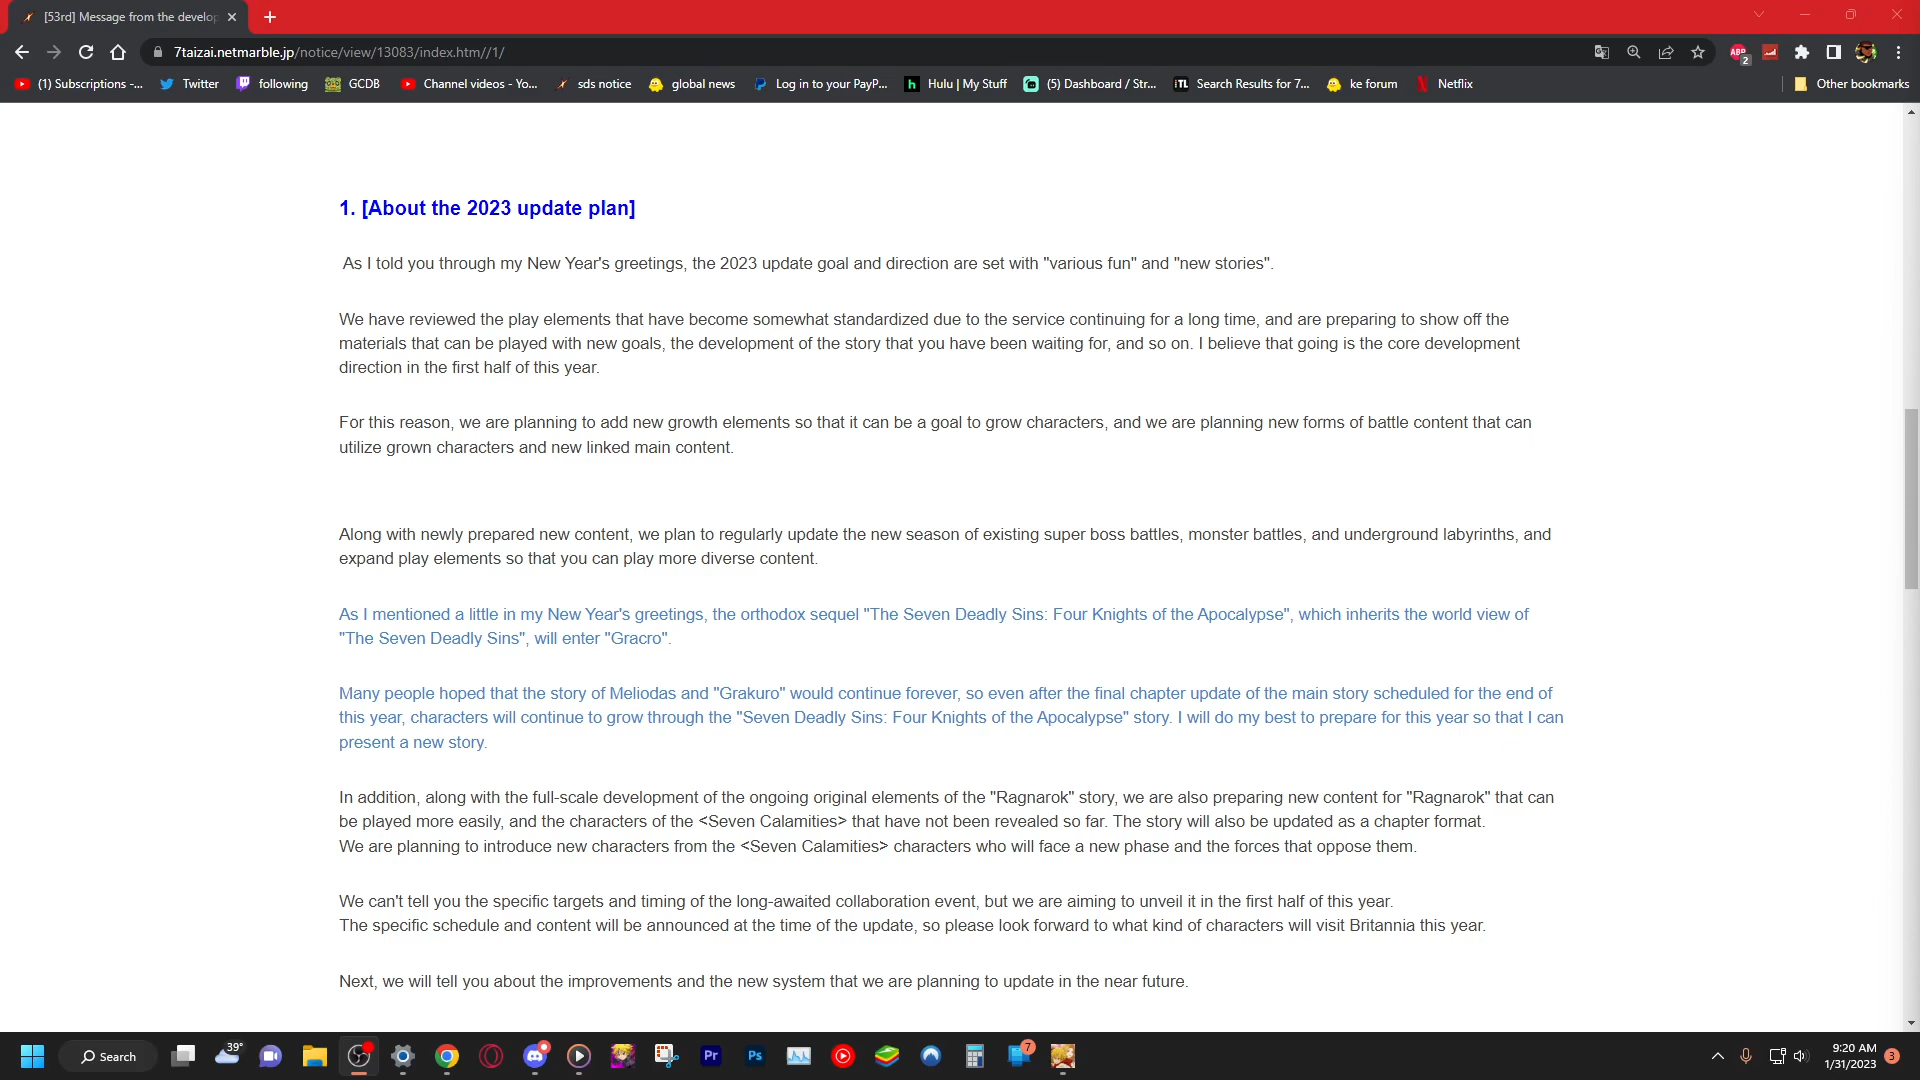 [53rd] Message from the develop
7taizai.netmarble.jp/notice/view/13083/index.htm//1/
ABP
2
(1) Subscriptions -...
Twitter
following
GCDB
Channel videos - Yo...
sds notice
global news
Log in to your PayP...
h
Hulu | My Stuff
(5) Dashboard / Str...
iTL
Search Results for 7...
ke forum
Netflix
Other bookmarks
1. [About the 2023 update plan]
As I told you through my New Year's greetings, the 2023 update goal and direction are set with "various fun" and "new stories".
We have reviewed the play elements that have become somewhat standardized due to the service continuing for a long time, and are preparing to show off the
materials that can be played with new goals, the development of the story that you have been waiting for, and so on. I believe that going is the core development
direction in the first half of this year.
For this reason, we are planning to add new growth elements so that it can be a goal to grow characters, and we are planning new forms of battle content that can
utilize grown characters and new linked main content.
Along with newly prepared new content, we plan to regularly update the new season of existing super boss battles, monster battles, and underground labyrinths, and
expand play elements so that you can play more diverse content.
As I mentioned a little in my New Year's greetings, the orthodox sequel "The Seven Deadly Sins: Four Knights of the Apocalypse", which inherits the world view of
"The Seven Deadly Sins", will enter "Gracro".
Many people hoped that the story of Meliodas and "Grakuro" would continue forever, so even after the final chapter update of the main story scheduled for the end of
this year, characters will continue to grow through the "Seven Deadly Sins: Four Knights of the Apocalypse" story. I will do my best to prepare for this year so that I can
present a new story.
In addition, along with the full-scale development of the ongoing original elements of the "Ragnarok" story, we are also preparing new content for "Ragnarok" that can
be played more easily, and the characters of the <Seven Calamities> that have not been revealed so far. The story will also be updated as a chapter format.
We are planning to introduce new characters from the <Seven Calamities> characters who will face a new phase and the forces that oppose them.
We can't tell you the specific targets and timing of the long-awaited collaboration event, but we are aiming to unveil it in the first half of this year.
The specific schedule and content will be announced at the time of the update, so please look forward to what kind of characters will visit Britannia this year.
Next, we will tell you about the improvements and the new system that we are planning to update in the near future.
Search
39°
Pr
Ps
7
9:20 AM
1/31/2023
3